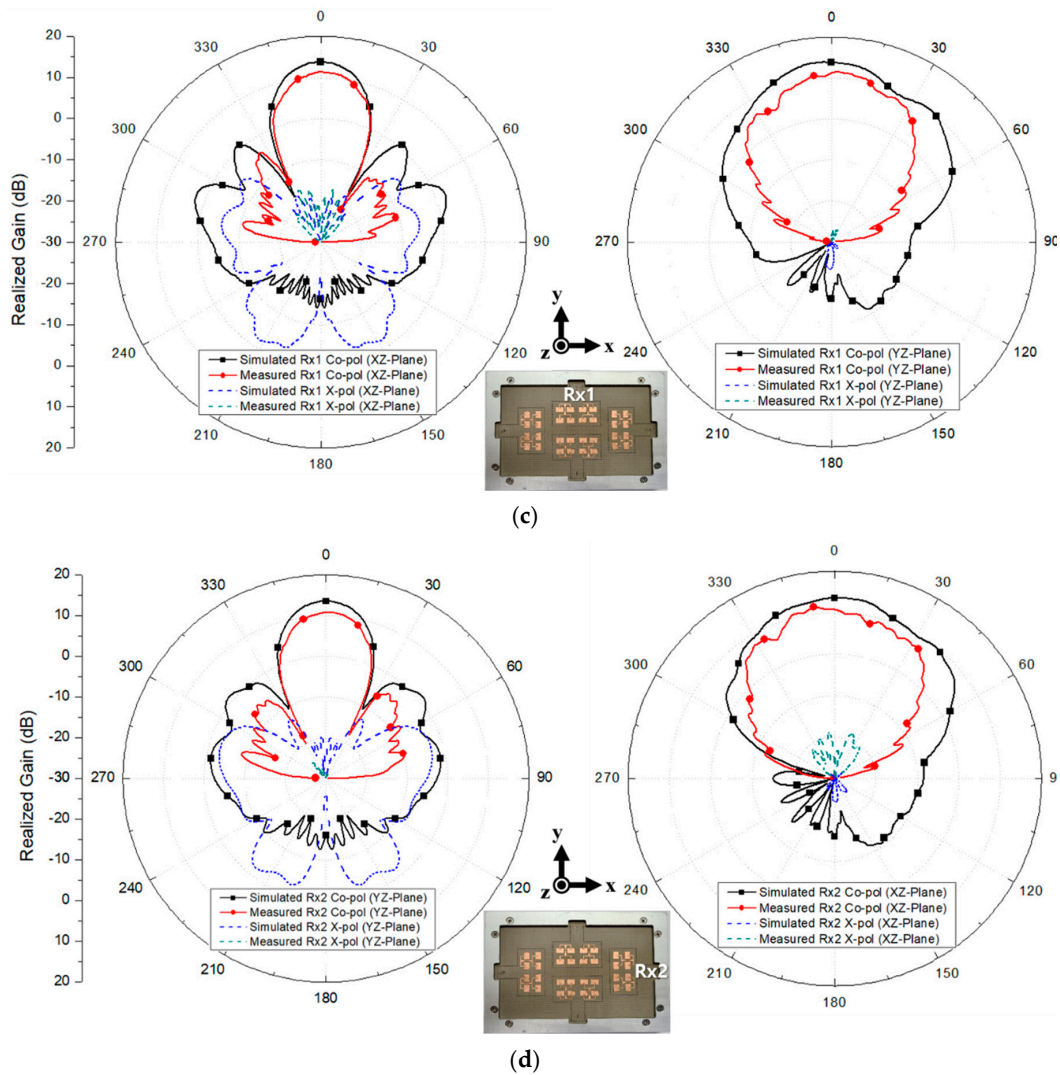 20
10
0
-10
-20
-30
-20
-10
0
10
20
Realized Gain (dB)
0
30
60
90
120
150
180
210
240
270
300
330
Simulated Rx1 Co-pol (XZ-Plane)
Measured Rx1 Co-pol (XZ-Plane)
Simulated Rx1 X-pol (XZ-Plane)
Measured Rx1 X-pol (XZ-Plane)
y
z
x
Rx1
0
30
60
90
120
150
180
210
240
270
300
330
Simulated Rx1 Co-pol (YZ-Plane)
Measured Rx1 Co-pol (YZ-Plane)
Simulated Rx1 X-pol (YZ-Plane)
Measured Rx1 X-pol (YZ-Plane)
(c)
20
10
0
-10
-20
-30
-20
-10
0
10
20
Realized Gain (dB)
0
30
60
90
120
150
180
210
240
270
300
330
Simulated Rx2 Co-pol (YZ-Plane)
Measured Rx2 Co-pol (YZ-Plane)
Simulated Rx2 X-pol (YZ-Plane)
Measured Rx2 X-pol (YZ-Plane)
y
z
x
Rx2
0
30
60
9
120
150
180
210
240
270
300
330
Simulated Rx2 Co-pol (XZ-Plane)
Measured Rx2 Co-pol (XZ-Plane)
Simulated Rx2 X-pol (XZ-Plane)
Measured Rx2 X-pol (XZ-Plane)
(d)